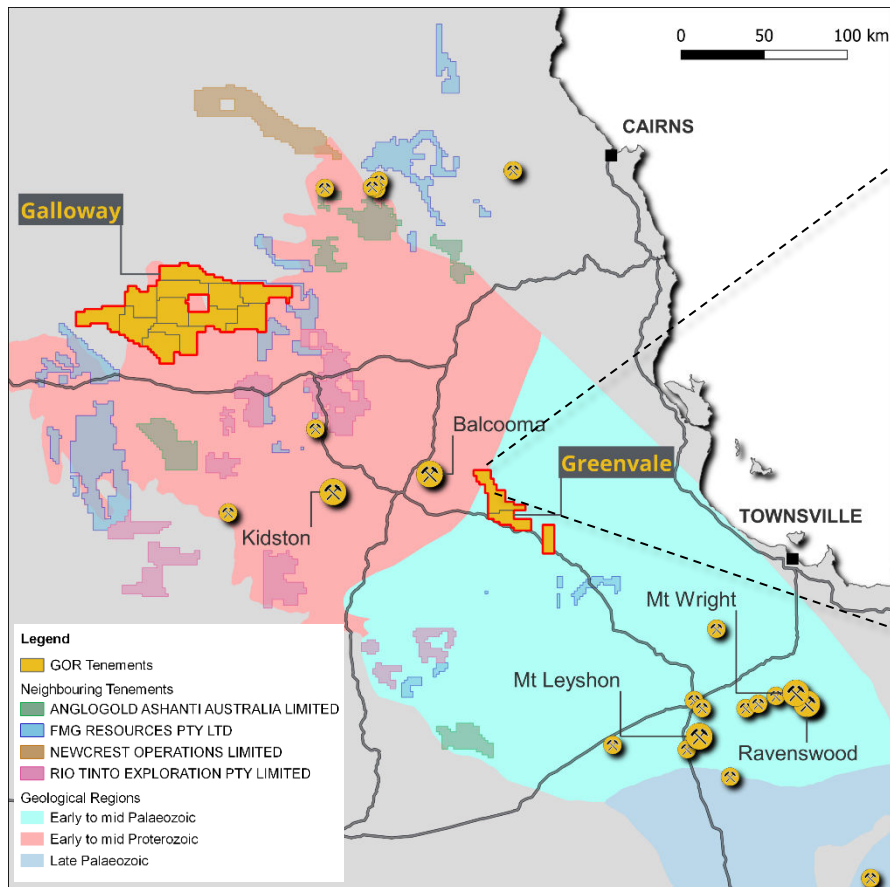 0 50 100 km
CAIRNS
Galloway
Balcooma
Greenvale
Kidston
TOWNSVILLE
Mt Wright
Mt Leyshon
Ravenswood
Legend
GOR Tenements
Neighbouring Tenements
ANGLOGOLD ASHANTI AUSTRALIA LIMITED
FMG RESOURCES PTY LTD
NEWCREST OPERATIONS LIMITED
RIO TINTO EXPLORATION PTY LIMITED
Geological Regions
Early to mid Palaeozoic
Early to mid Proterozoic
Late Palaeozoic